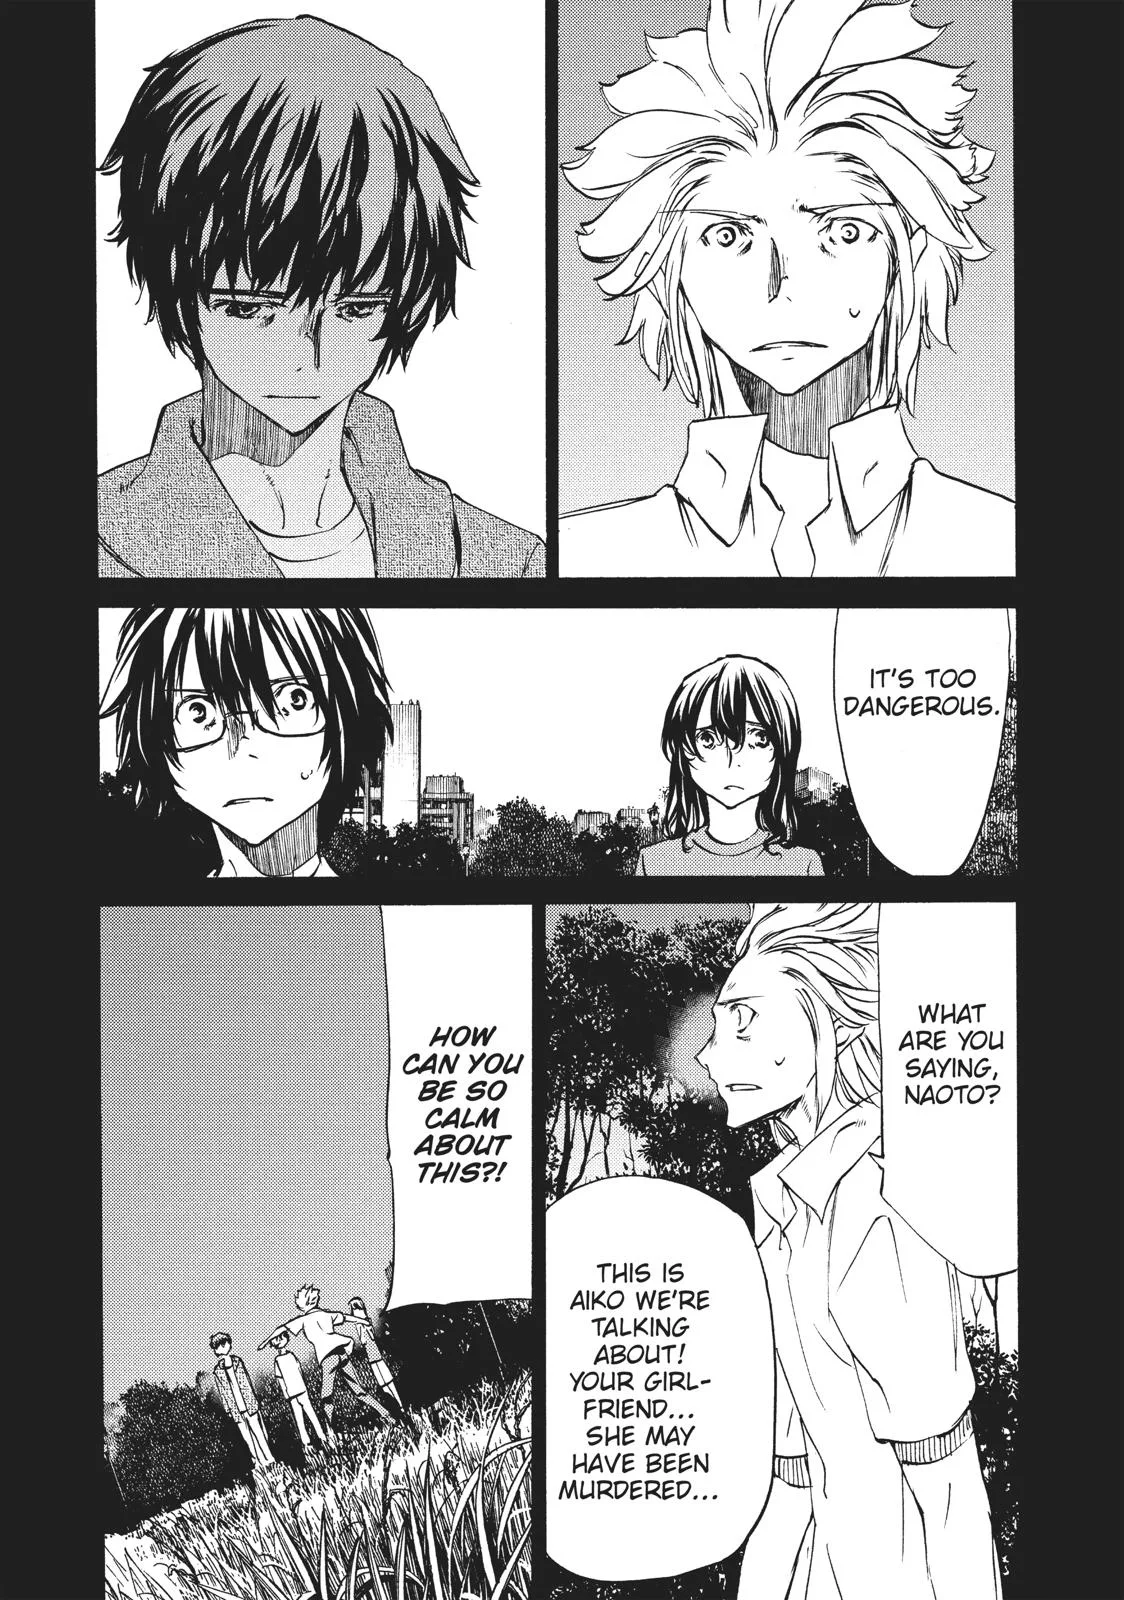 IT'S TOO
DANGEROUS.
WHAT
ARE YOU
SAYING,
NAOTO?
THIS IS
AIKO WE'RE
TALKING
ABOUT!
YOUR GIRL-
FRIEND...
SHE MAY
HAVE BEEN
MURDERED...
HOW
CAN YOU
BE SO
CALM
ABOUT
THIS?!